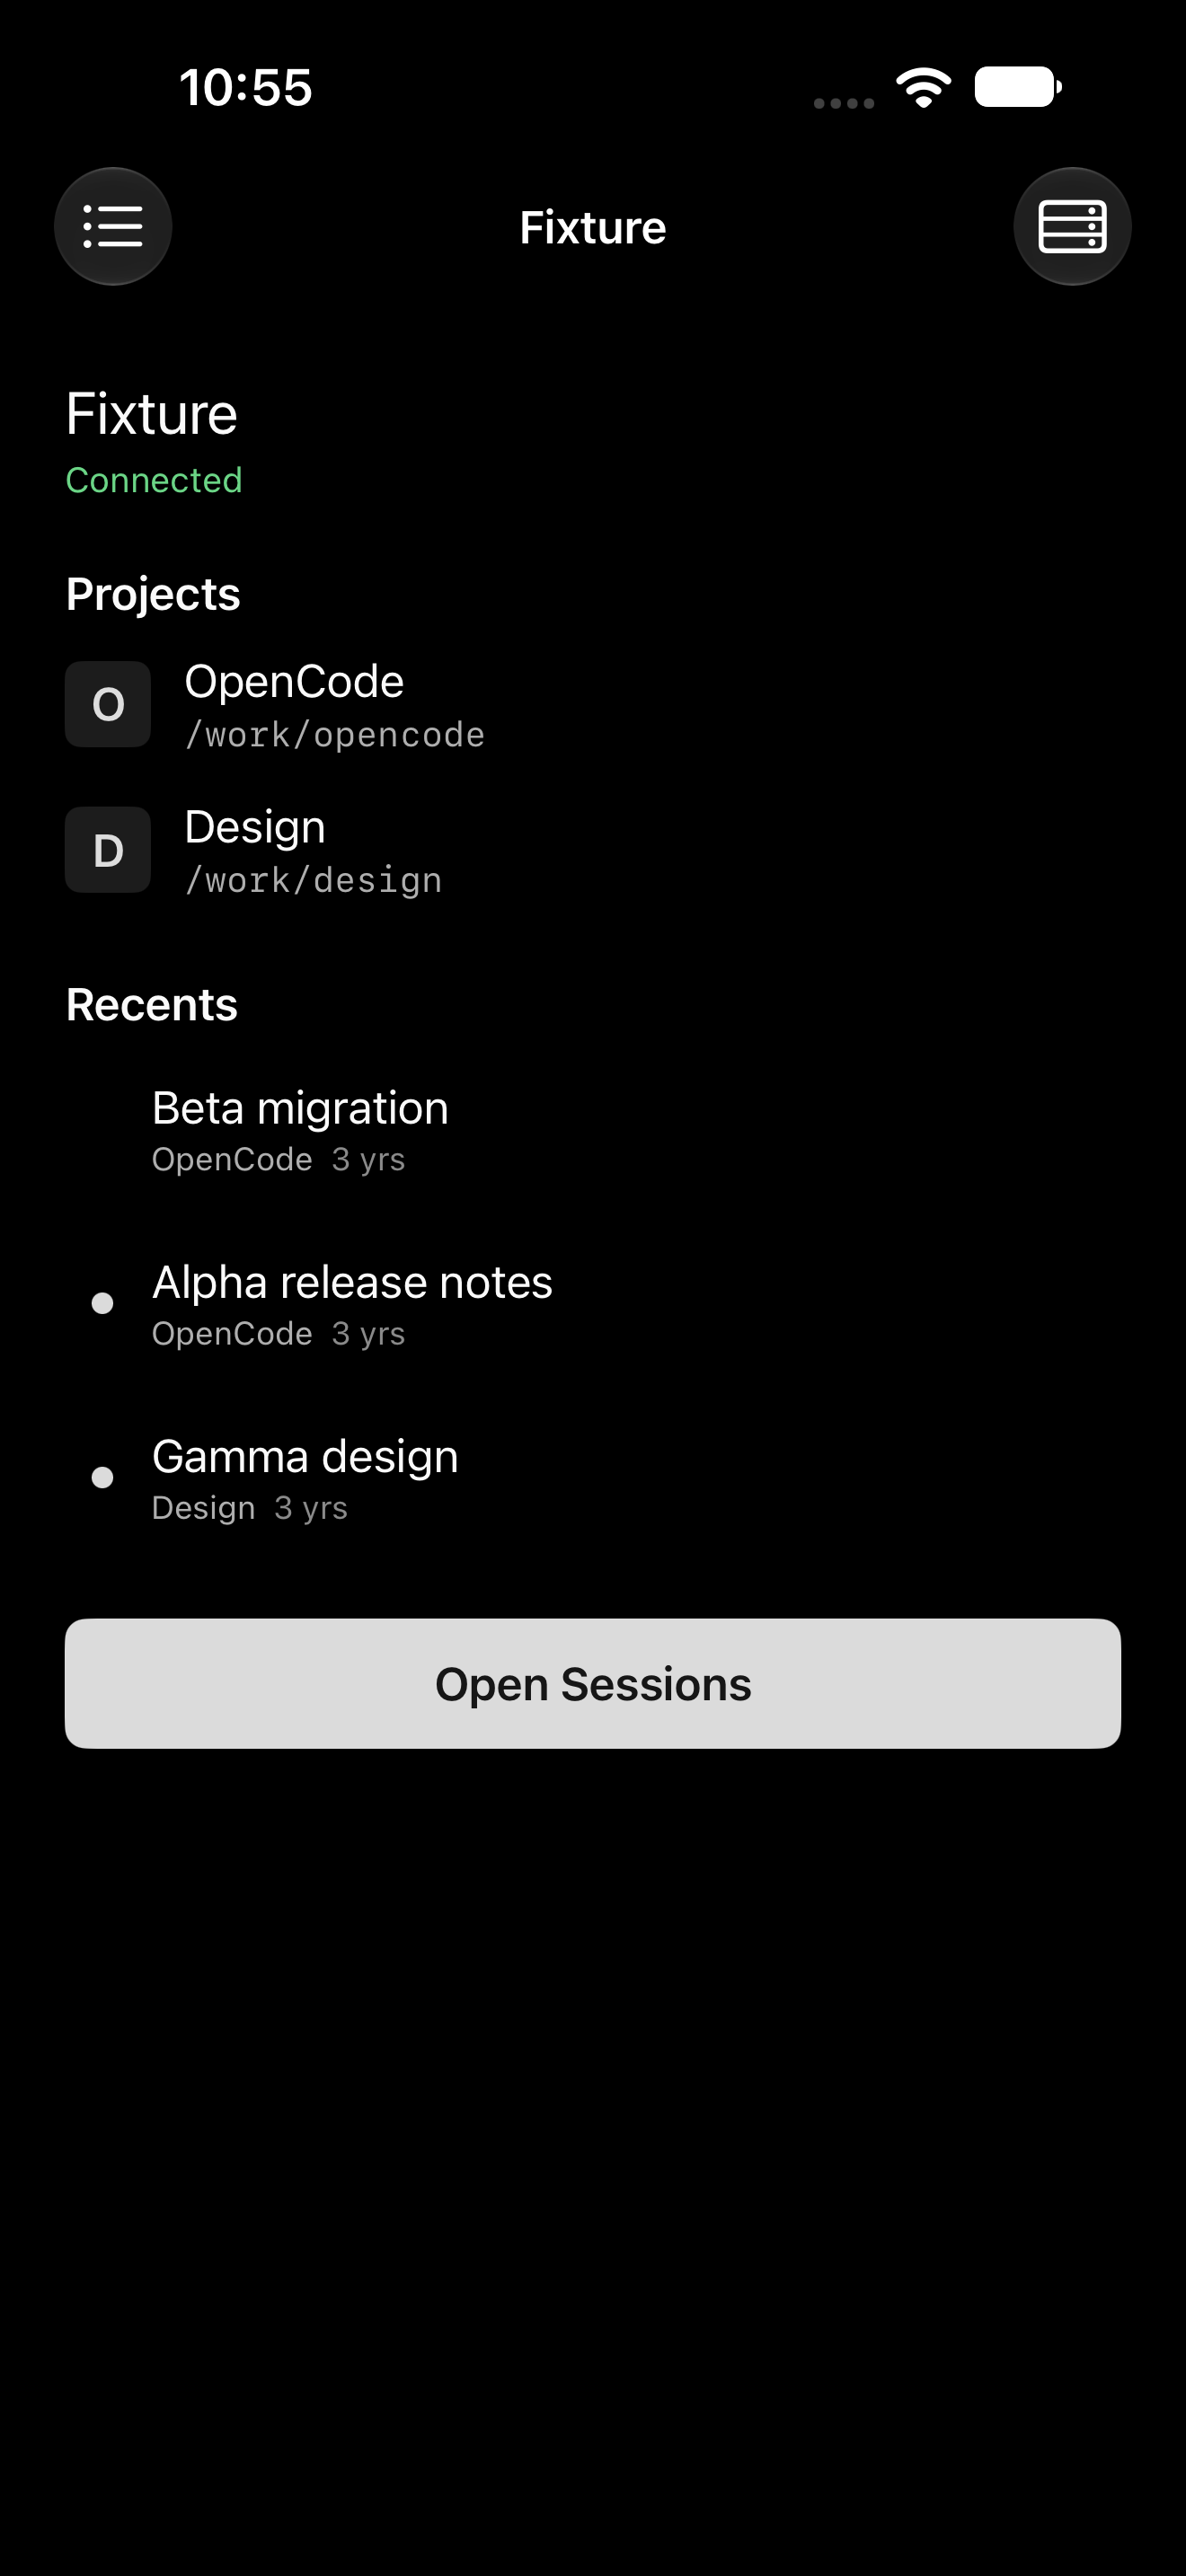 10:55
Fixture
Fixture
Connected
Projects
O
OpenCode
/work/opencode
D
Design
/work/design
Recents
Beta migration
OpenCode 3 yrs
Alpha release notes
OpenCode 3 yrs
Gamma design
Design 3 yrs
Open Sessions